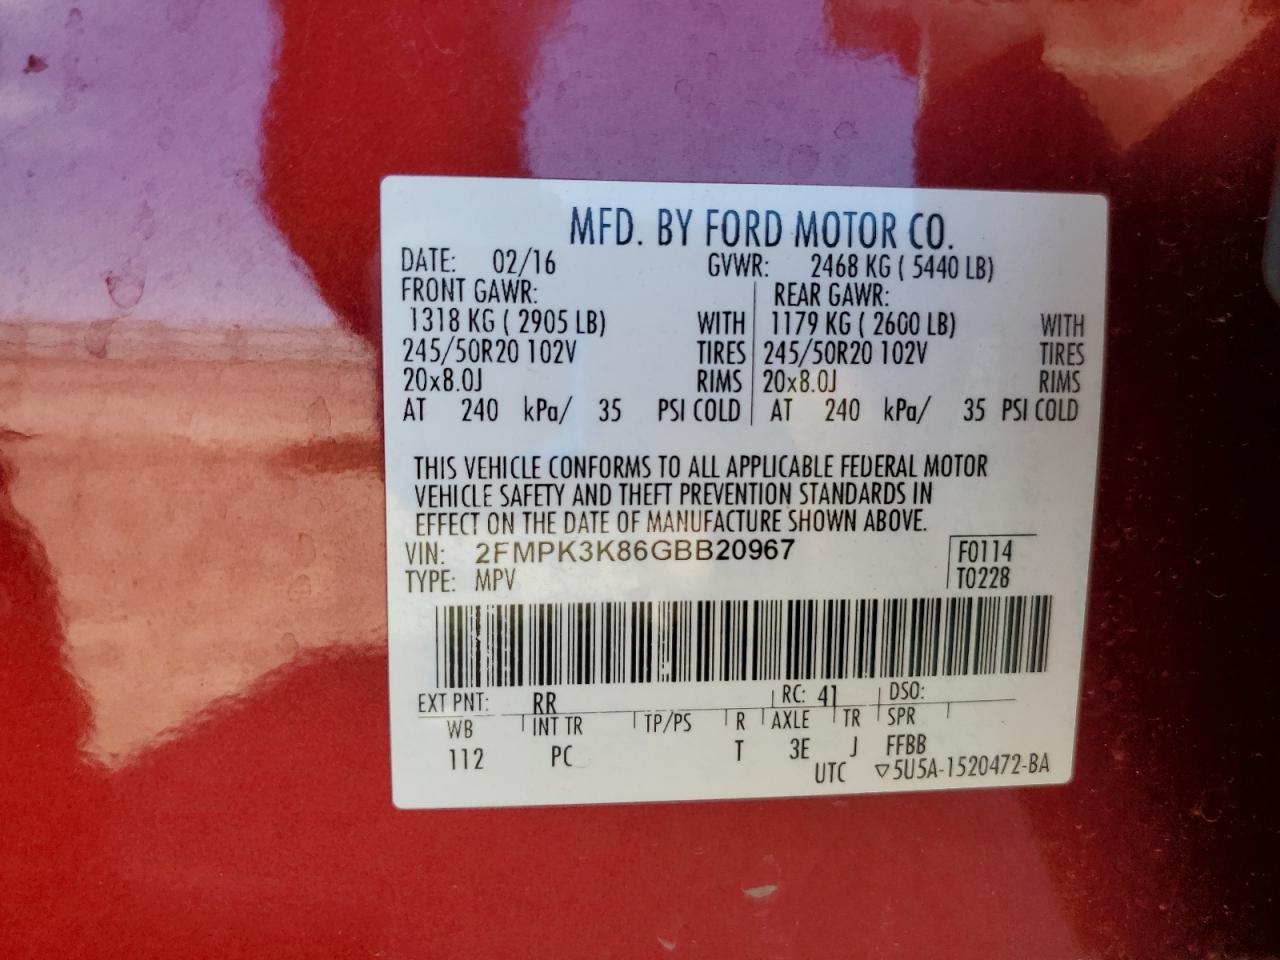 MFD. BY FORD MOTOR CO.
DATE: 02/16 GVWR: 2468 KG ( 5440 LB)
FRONT GAWR: REAR GAWR:
1318 KG ( 2905 LB) WITH 1179 KG ( 2600 LB) WITH
245/50R20 102V TIRES 245/50R20 102V TIRES
20x8.0J RIMS 20x8.0J RIMS
AT 240 kPa/ 35 PSI COLD AT 240 kPa/ 35 PSI COLD
THIS VEHICLE CONFORMS TO ALL APPLICABLE FEDERAL MOTOR
VEHICLE SAFETY AND THEFT PREVENTION STANDARDS IN
EFFECT ON THE DATE OF MANUFACTURE SHOWN ABOVE.
VIN: 2FMPK3K86GBB20967 F0114
TYPE: MPV T0228
EXT PNT: RR RC: 41 DSO:
WB INT TR TP/PS R AXLE TR SPR
112 PC T 3E J FFBB
UTC ▽5U5A-1520472-BA